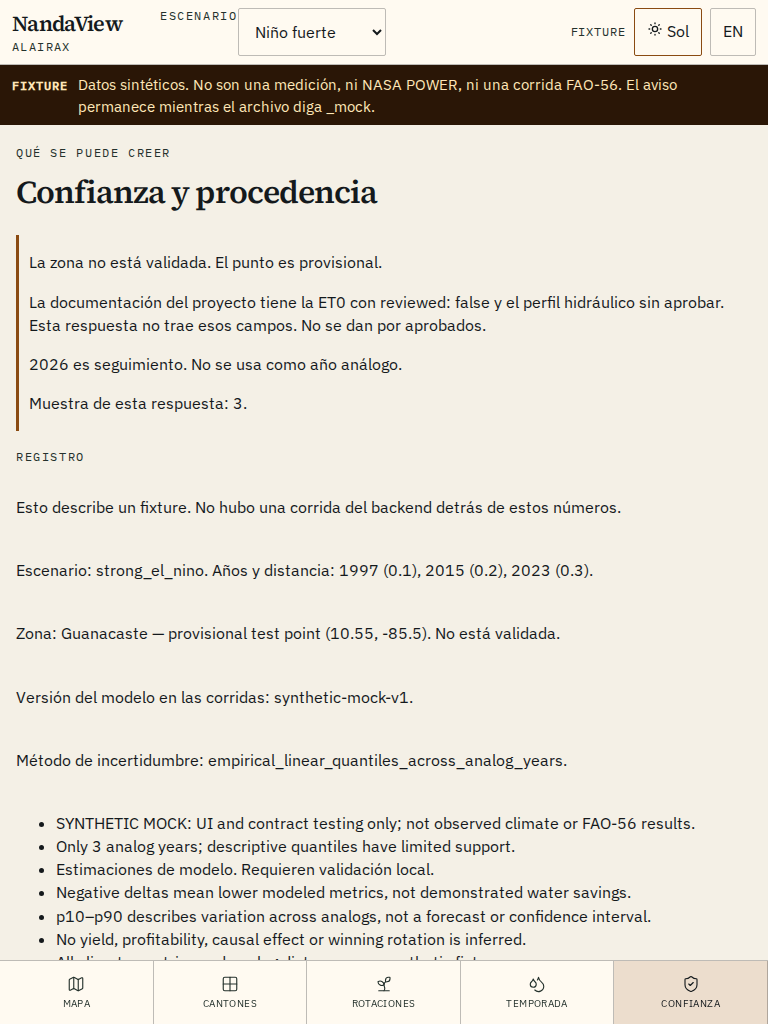 NandaView
ALAIRAX
ESCENARIO
Niño fuerte
FIXTURE
Sol
EN
FIXTURE
Datos sintéticos. No son una medición, ni NASA POWER, ni una corrida FAO-56. El aviso
permanece mientras el archivo diga _mock.
QUÉ SE PUEDE CREER
Confianza y procedencia
La zona no está validada. El punto es provisional.
La documentación del proyecto tiene la ET0 con reviewed: false y el perfil hidráulico sin aprobar.
Esta respuesta no trae esos campos. No se dan por aprobados.
2026 es seguimiento. No se usa como año análogo.
Muestra de esta respuesta: 3.
REGISTRO
Esto describe un fixture. No hubo una corrida del backend detrás de estos números.
Escenario: strong_el_nino. Años y distancia: 1997 (0.1), 2015 (0.2), 2023 (0.3).
Zona: Guanacaste — provisional test point (10.55, -85.5). No está validada.
Versión del modelo en las corridas: synthetic-mock-v1.
Método de incertidumbre: empirical_linear_quantiles_across_analog_years.
• SYNTHETIC MOCK: UI and contract testing only; not observed climate or FAO-56 results.
• Only 3 analog years; descriptive quantiles have limited support.
• Estimaciones de modelo. Requieren validación local.
• Negative deltas mean lower modeled metrics, not demonstrated water savings.
• p10–p90 describes variation across analogs, not a forecast or confidence interval.
• No yield, profitability, causal effect or winning rotation is inferred.
MAPA
CANTONES
ROTACIONES
TEMPORADA
CONFIANZA